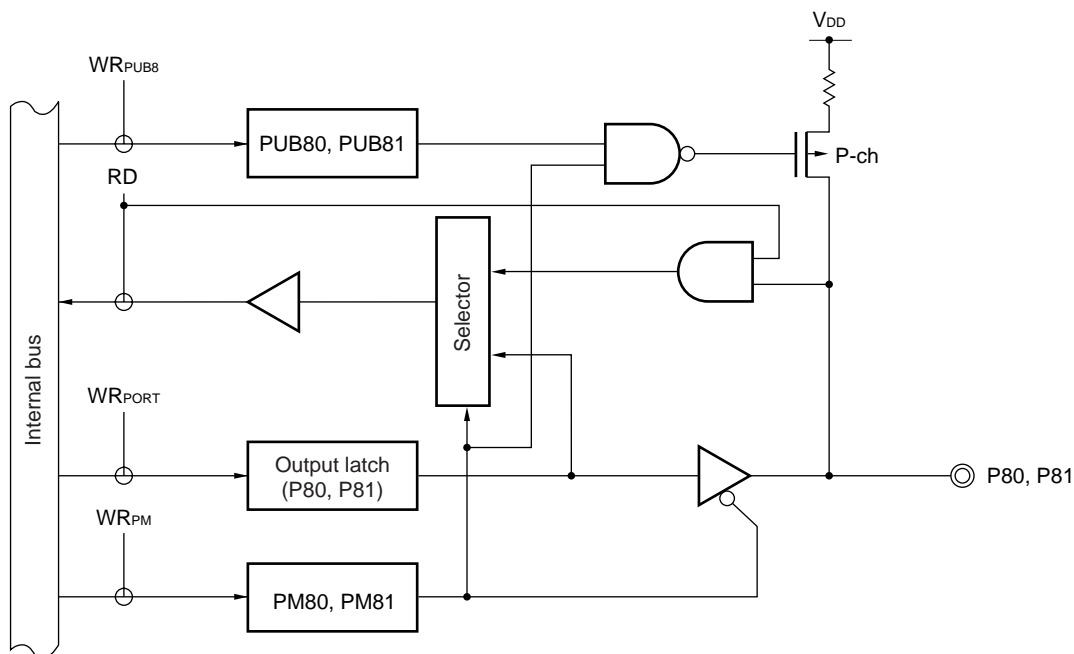 VDD
WRPUB8
PUB80, PUB81
P-ch
RD
Selector
Internal bus
WRPORT
Output latch
(P80, P81)
P80, P81
WRPM
PM80, PM81